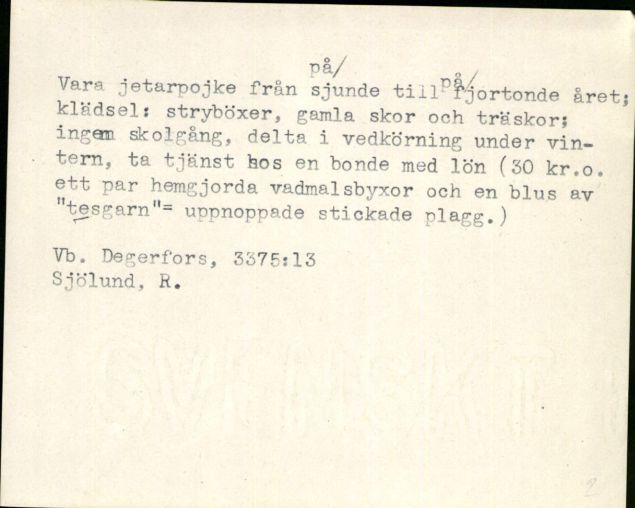 på/
Vara jetarpojke från sjunde till på/ fjortonde året;
klädsel: stryböxer, gamla skor och träskor;
ingen skolgång, delta i vedkörning under vin-
tern, ta tjänst hos en bonde med lön (30 kr.o.
ett par hemgjorda vadmalsbyxor och en blus av
"tesgarn"= uppnoppade stickade plagg.)
Vb. Degerfors, 3375:13
Sjölund, R.
2